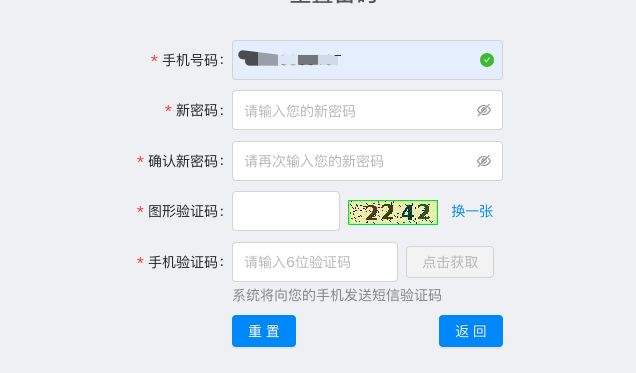 手机号码：
* 新密码：
请输入您的新密码
* 确认新密码：
请再次输入您的新密码
* 图形验证码：
2242
换一张
* 手机验证码：
请输入6位验证码
点击获取
系统将向您的手机发送短信验证码
重 置
返 回